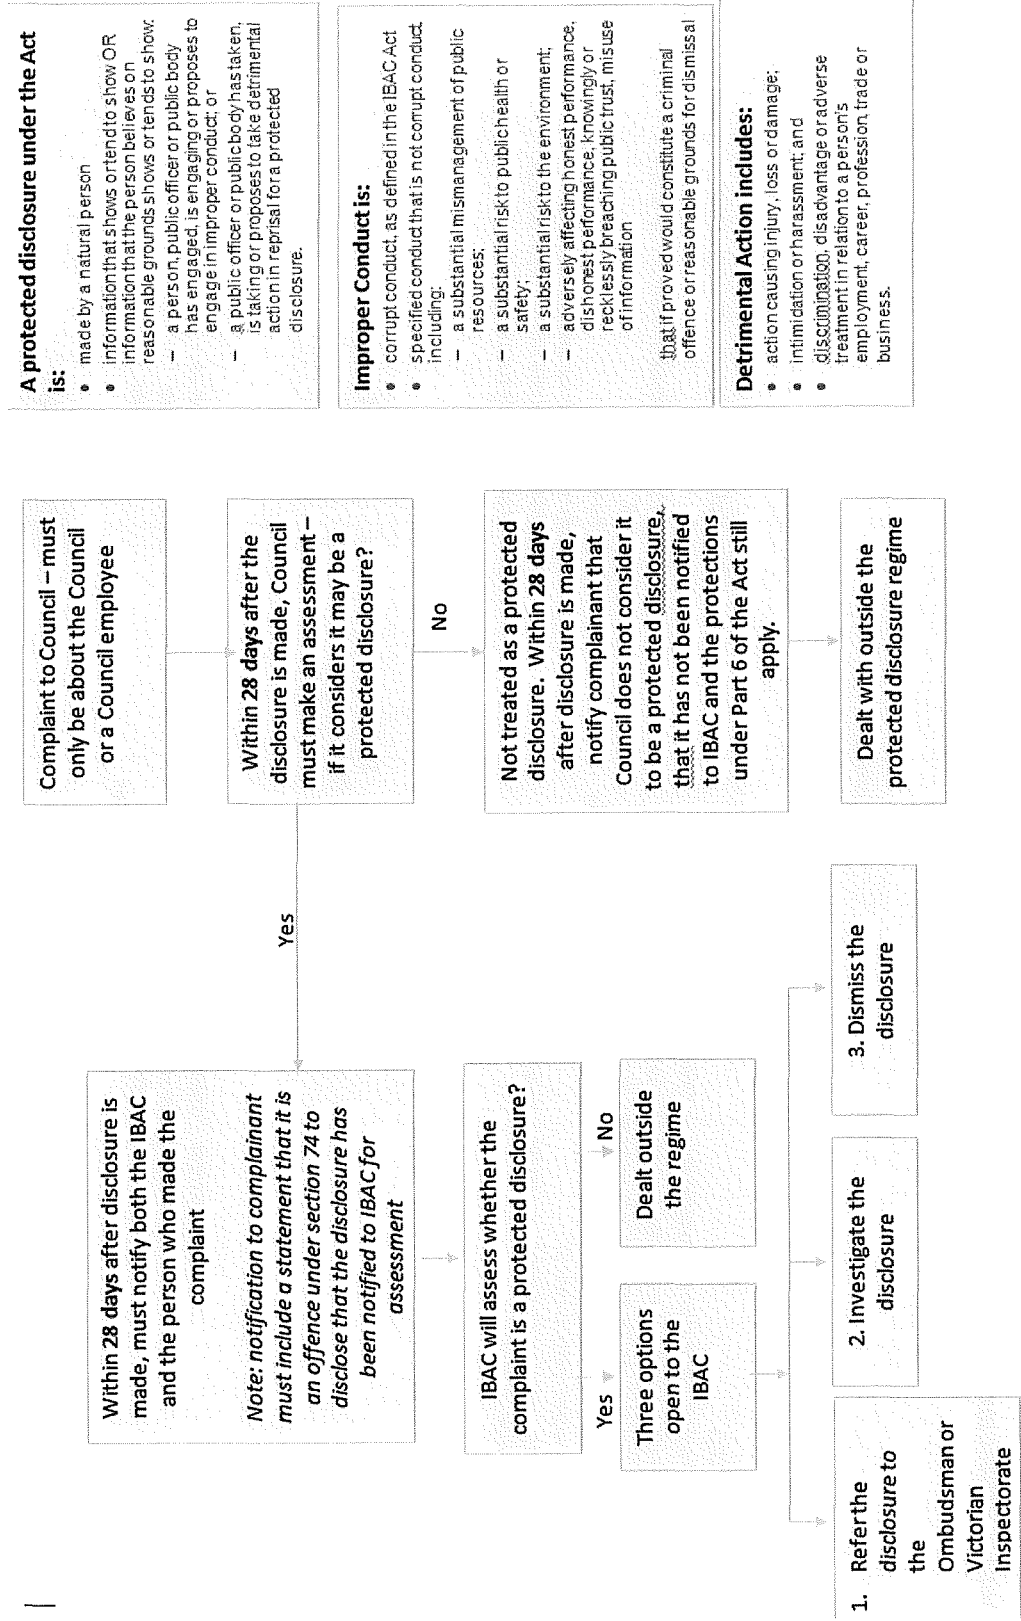 Complaint to Council – must
only be about the Council
or a Council employee
Within 28 days after the
disclosure is made, Council
must make an assessment –
if it considers it may be a
protected disclosure?
Yes
No
Within 28 days after disclosure is
made, must notify both the IBAC
and the person who made the
complaint
Note: notification to complainant
must include a statement that it is
an offence under section 74 to
disclose that the disclosure has
been notified to IBAC for
assessment
IBAC will assess whether the
complaint is a protected disclosure?
Yes
No
Three options
open to the
IBAC
Dealt outside
the regime
1. Refer the
disclosure to
the
Ombudsman or
Victorian
Inspectorate
2. Investigate the
disclosure
3. Dismiss the
disclosure
Not treated as a protected
disclosure. Within 28 days
after disclosure is made,
notify complainant that
Council does not consider it
to be a protected disclosure,
that it has not been notified
to IBAC and the protections
under Part 6 of the Act still
apply.
Dealt with outside the
protected disclosure regime
A protected disclosure under the Act
is:
• made by a natural person
• information that shows or tend to show OR
information that the person believes on
reasonable grounds shows or tends to show:
– a person, public officer or public body
has engaged, is engaging or proposes to
engage in improper conduct; or
– a public officer or public body has taken,
is taking or proposes to take detrimental
action in reprisal for a protected
disclosure.
Improper Conduct is:
• corrupt conduct, as defined in the IBAC Act
• specified conduct that is not corrupt conduct,
including:
– a substantial mismanagement of public
resources;
– a substantial risk to public health or
safety;
– a substantial risk to the environment;
– adversely affecting honest performance,
dishonest performance, knowingly or
recklessly breaching public trust, misuse
of information
that if proved would constitute a criminal
offence or reasonable grounds for dismissal
Detrimental Action includes:
• action causing injury, loss or damage;
• intimidation or harassment; and
• discrimination, disadvantage or adverse
treatment in relation to a person's
employment, career, profession, trade or
business.